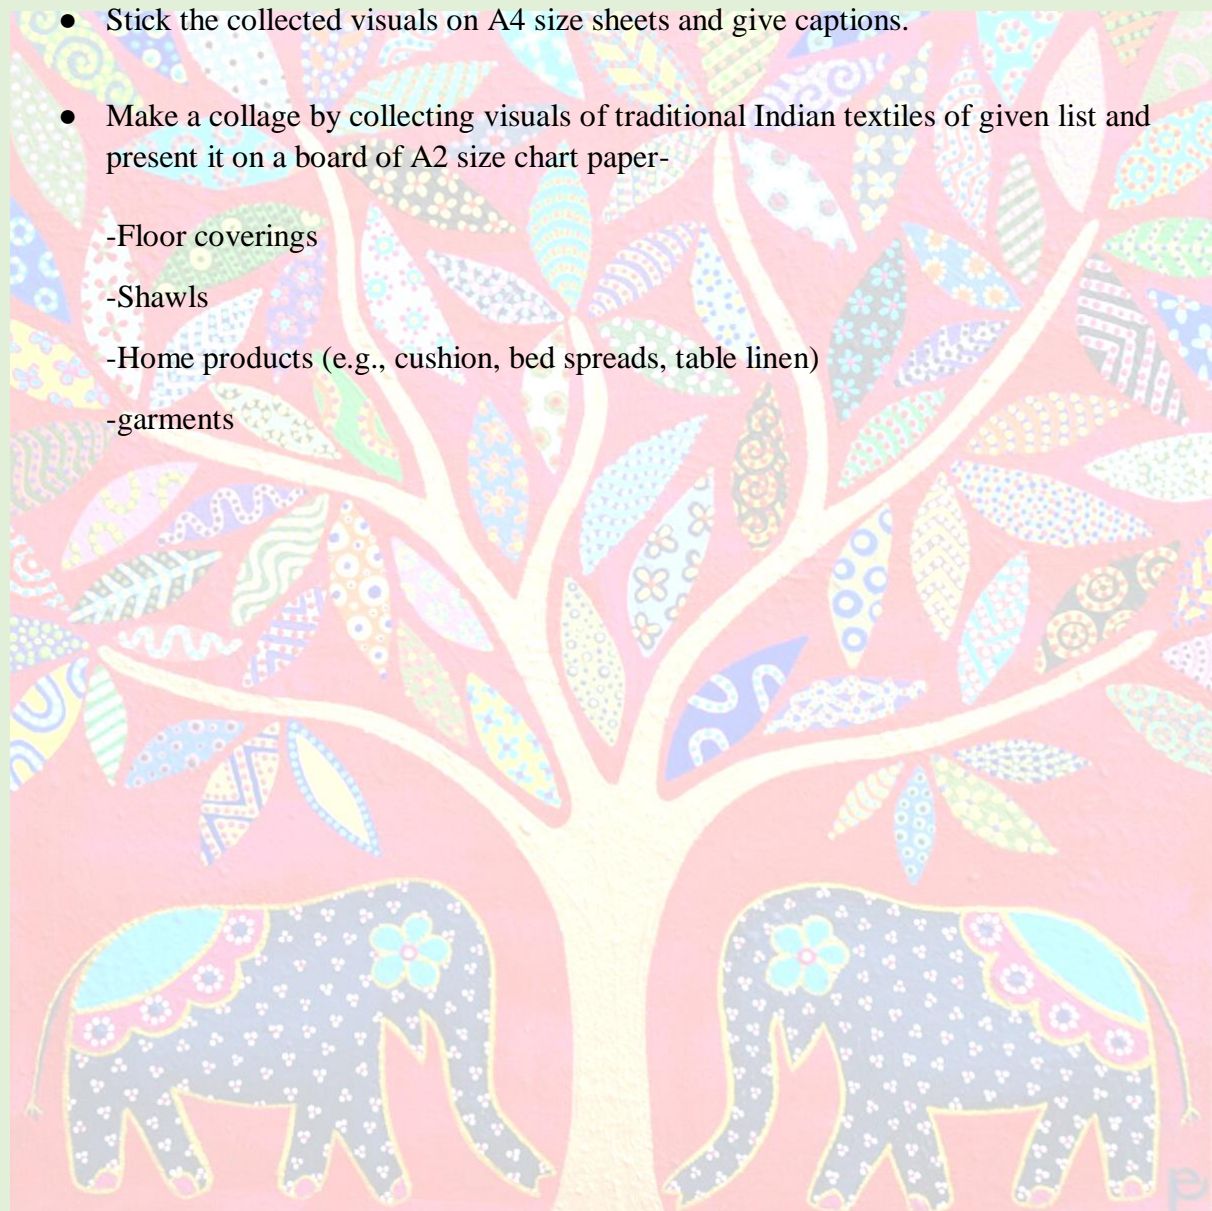 ● Stick the collected visuals on A4 size sheets and give captions.
● Make a collage by collecting visuals of traditional Indian textiles of given list and
present it on a board of A2 size chart paper-
-Floor coverings
-Shawls
-Home products (e.g., cushion, bed spreads, table linen)
-garments